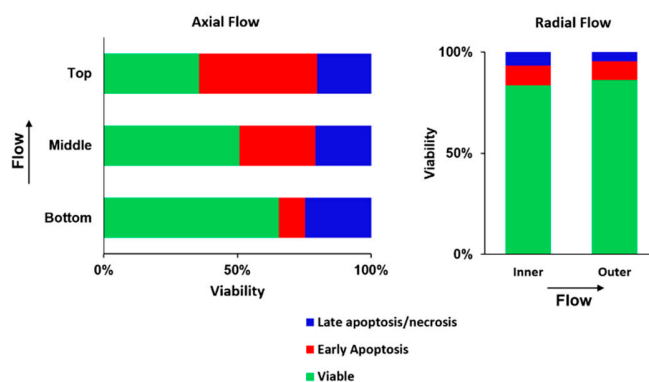 Axial Flow
Top
Middle
Bottom
Flow
0%
50%
100%
Viability
Radial Flow
100%
50%
0%
Viability
Inner
Outer
Flow
Late apoptosis/necrosis
Early Apoptosis
Viable